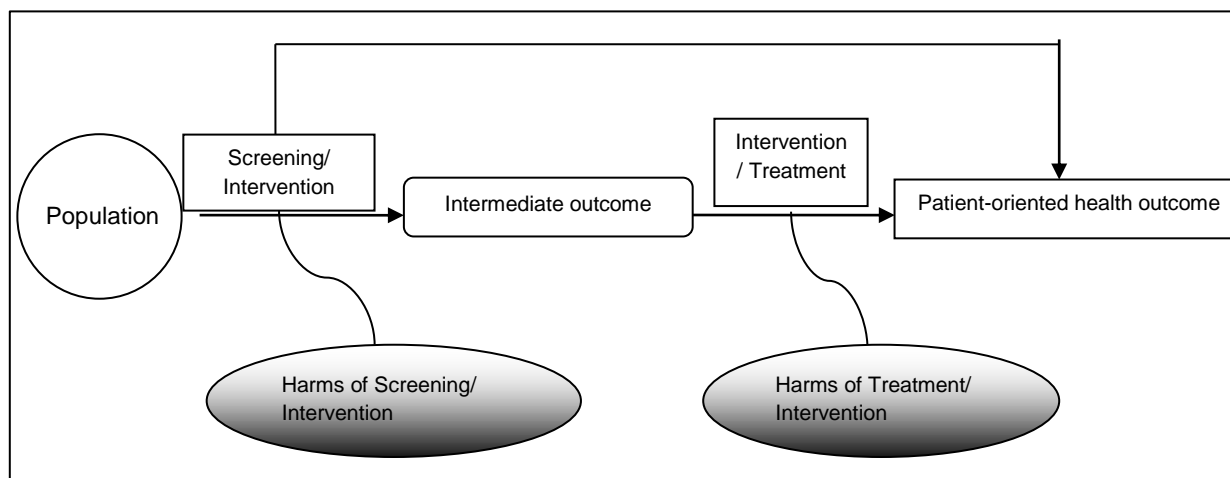 Population
Screening/
Intervention
Intermediate outcome
Intervention
/ Treatment
Patient-oriented health outcome
Harms of Screening/
Intervention
Harms of Treatment/
Intervention